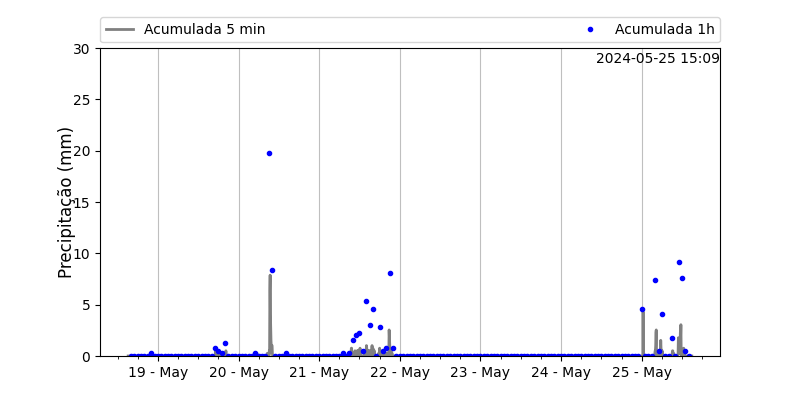 Acumulada 5 min
Acumulada 1h
2024-05-25 15:09
Precipitação (mm)
30
25
20
15
10
5
0
19 - May
20 - May
21 - May
22 - May
23 - May
24 - May
25 - May